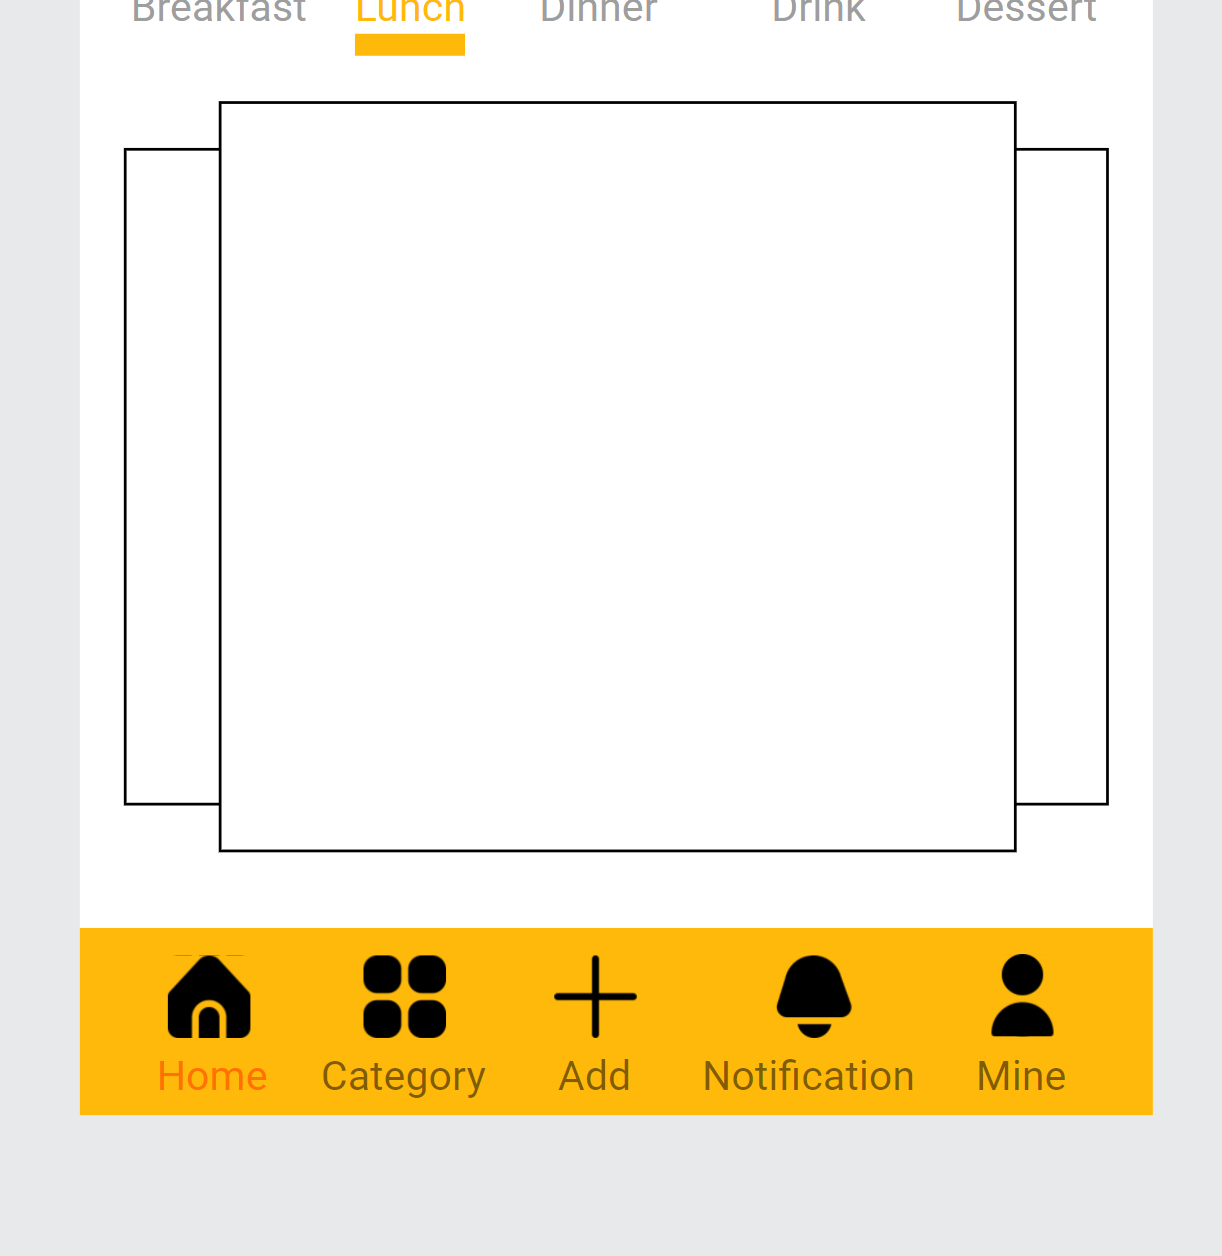 Breakfast Lunch Dinner Drink Dessert
Home Category Add Notification Mine